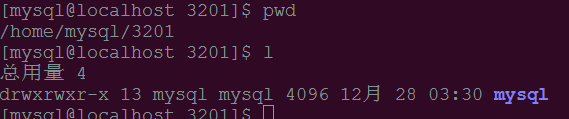 [mysql@localhost 3201]$ pwd
/home/mysql/3201
[mysql@localhost 3201]$ l
总用量 4
drwxrwxr-x 13 mysql mysql 4096 12月 28 03:30 mysql
[mysql@localhost 3201]$